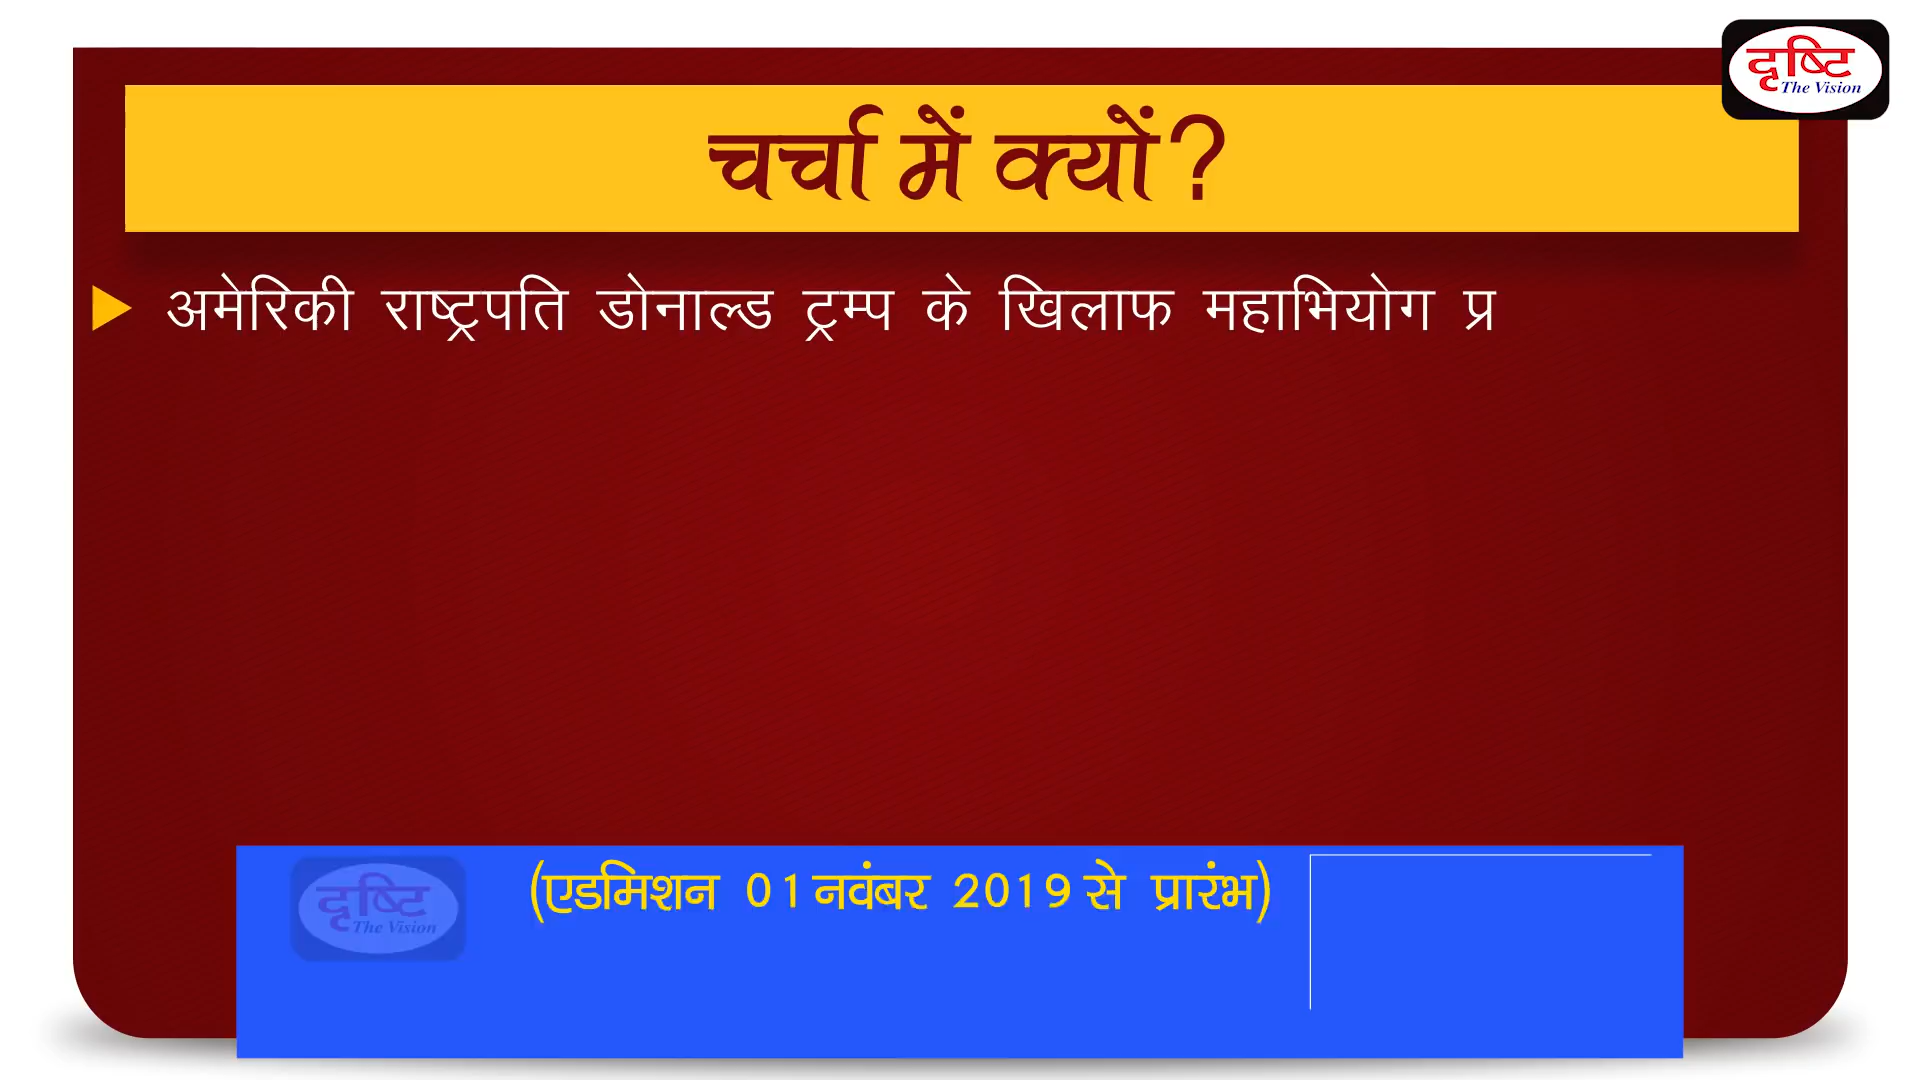 दृष्टि
The Vision
चर्चा में क्यों?
अमेरिकी राष्ट्रपति डोनाल्ड ट्रम्प के खिलाफ महाभियोग प्र
दृष्टि
The Vision
(एडमिशन 01 नवंबर 2019 से प्रारंभ)